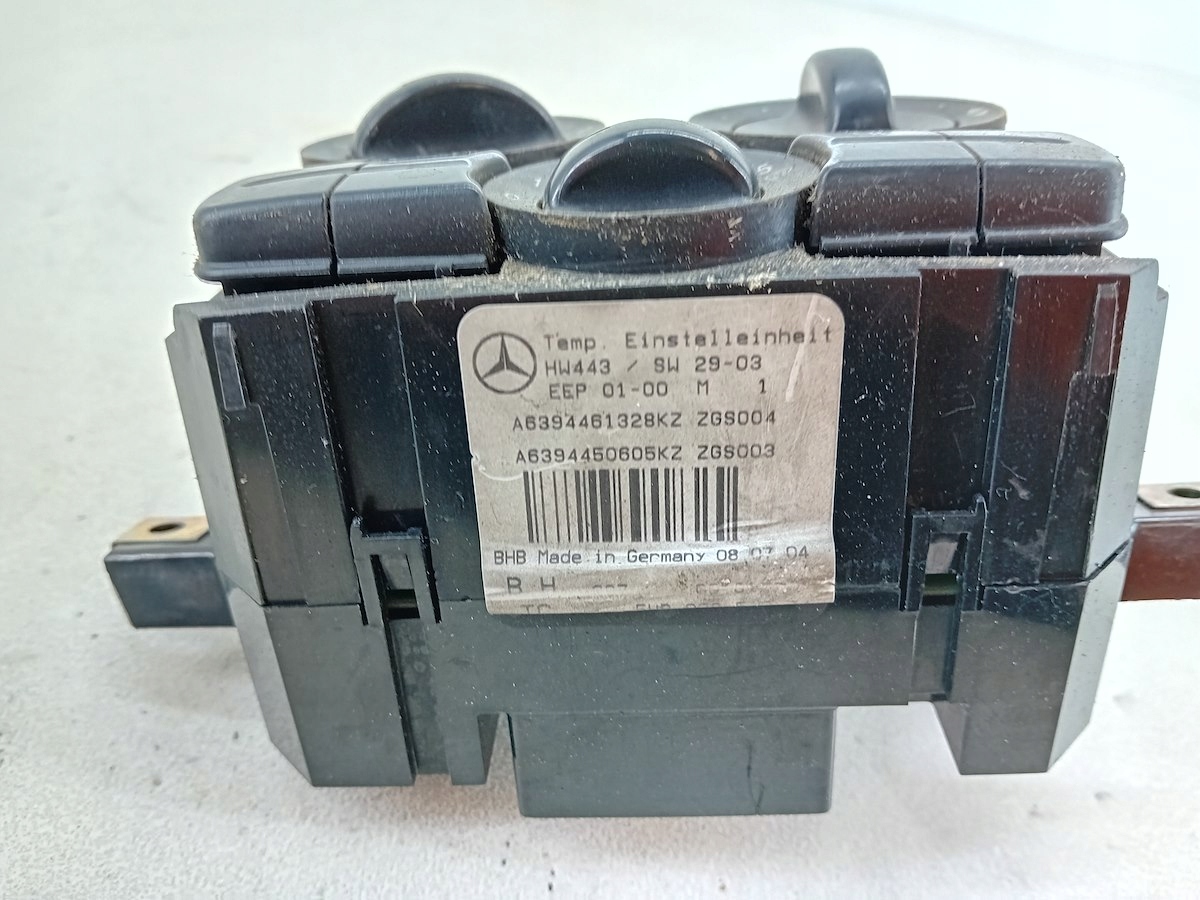 Temp. Einstelleinheit
HW443 / SW 29-03
EEP 01-00 M 1
A6394461328KZ ZGS004
A6394450605KZ ZGS003
BHB Made in Germany 08.07.04
B H